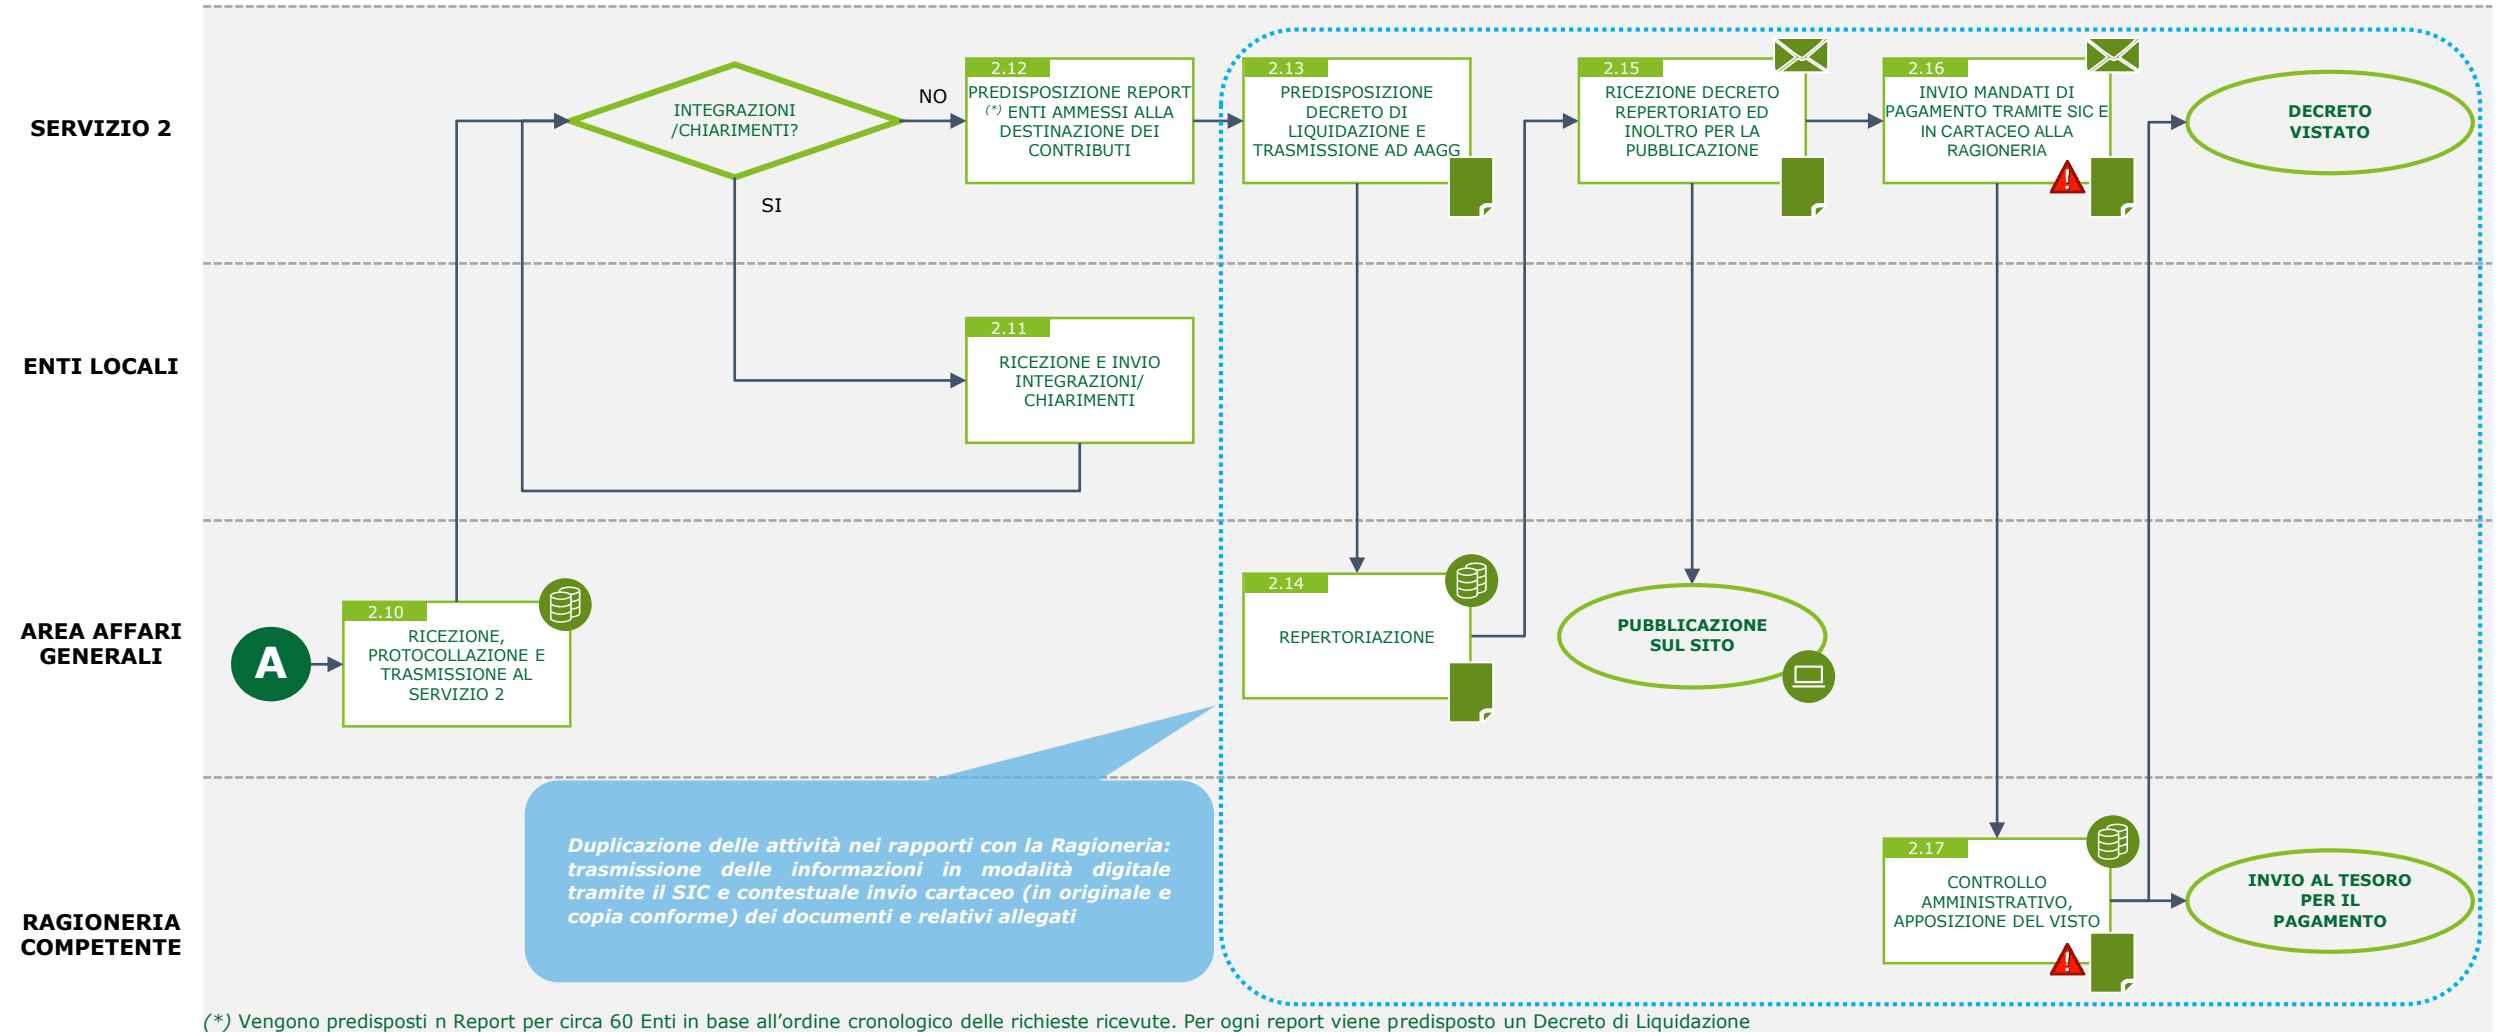 SERVIZIO 2
INTEGRAZIONI
/CHIARIMENTI?
NO
SI
2.12
PREDISPOSIZIONE REPORT
(*) ENTI AMMESSI ALLA
DESTINAZIONE DEI
CONTRIBUTI
2.13
PREDISPOSIZIONE
DECRETO DI
LIQUIDAZIONE E
TRASMISSIONE AD AAGG
2.15
RICEZIONE DECRETO
REPERTORIATO ED
INOLTRO PER LA
PUBBLICAZIONE
2.16
INVIO MANDATI DI
PAGAMENTO TRAMITE SIC E
IN CARTACEO ALLA
RAGIONERIA
DECRETO
VISTATO
ENTI LOCALI
2.11
RICEZIONE E INVIO
INTEGRAZIONI/
CHIARIMENTI
AREA AFFARI
GENERALI
A
2.10
RICEZIONE,
PROTOCOLLAZIONE E
TRASMISSIONE AL
SERVIZIO 2
2.14
REPERTORIAZIONE
PUBBLICAZIONE
SUL SITO
RAGIONERIA
COMPETENTE
Duplicazione delle attività nei rapporti con la Ragioneria:
trasmissione delle informazioni in modalità digitale
tramite il SIC e contestuale invio cartaceo (in originale e
copia conforme) dei documenti e relativi allegati
2.17
CONTROLLO
AMMINISTRATIVO,
APPOSIZIONE DEL VISTO
INVIO AL TESORO
PER IL
PAGAMENTO
(*) Vengono predisposti n Report per circa 60 Enti in base all'ordine cronologico delle richieste ricevute. Per ogni report viene predisposto un Decreto di Liquidazione